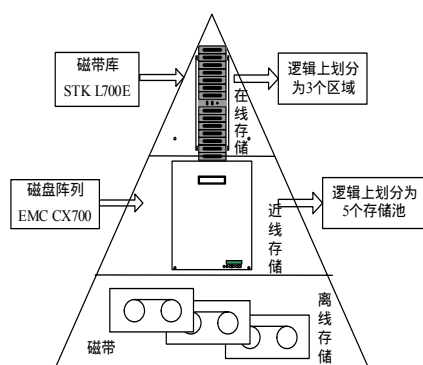 磁带库
STK L700E
逻辑上划分
为3个区域
在线存储
磁盘阵列
EMC CX700
逻辑上划分为
5个存储池
近线存储
磁带
离线存储